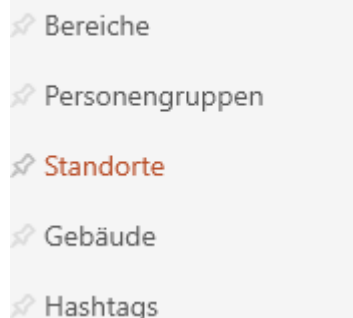 Bereiche
Personengruppen
Standorte
Gebäude
Hashtags